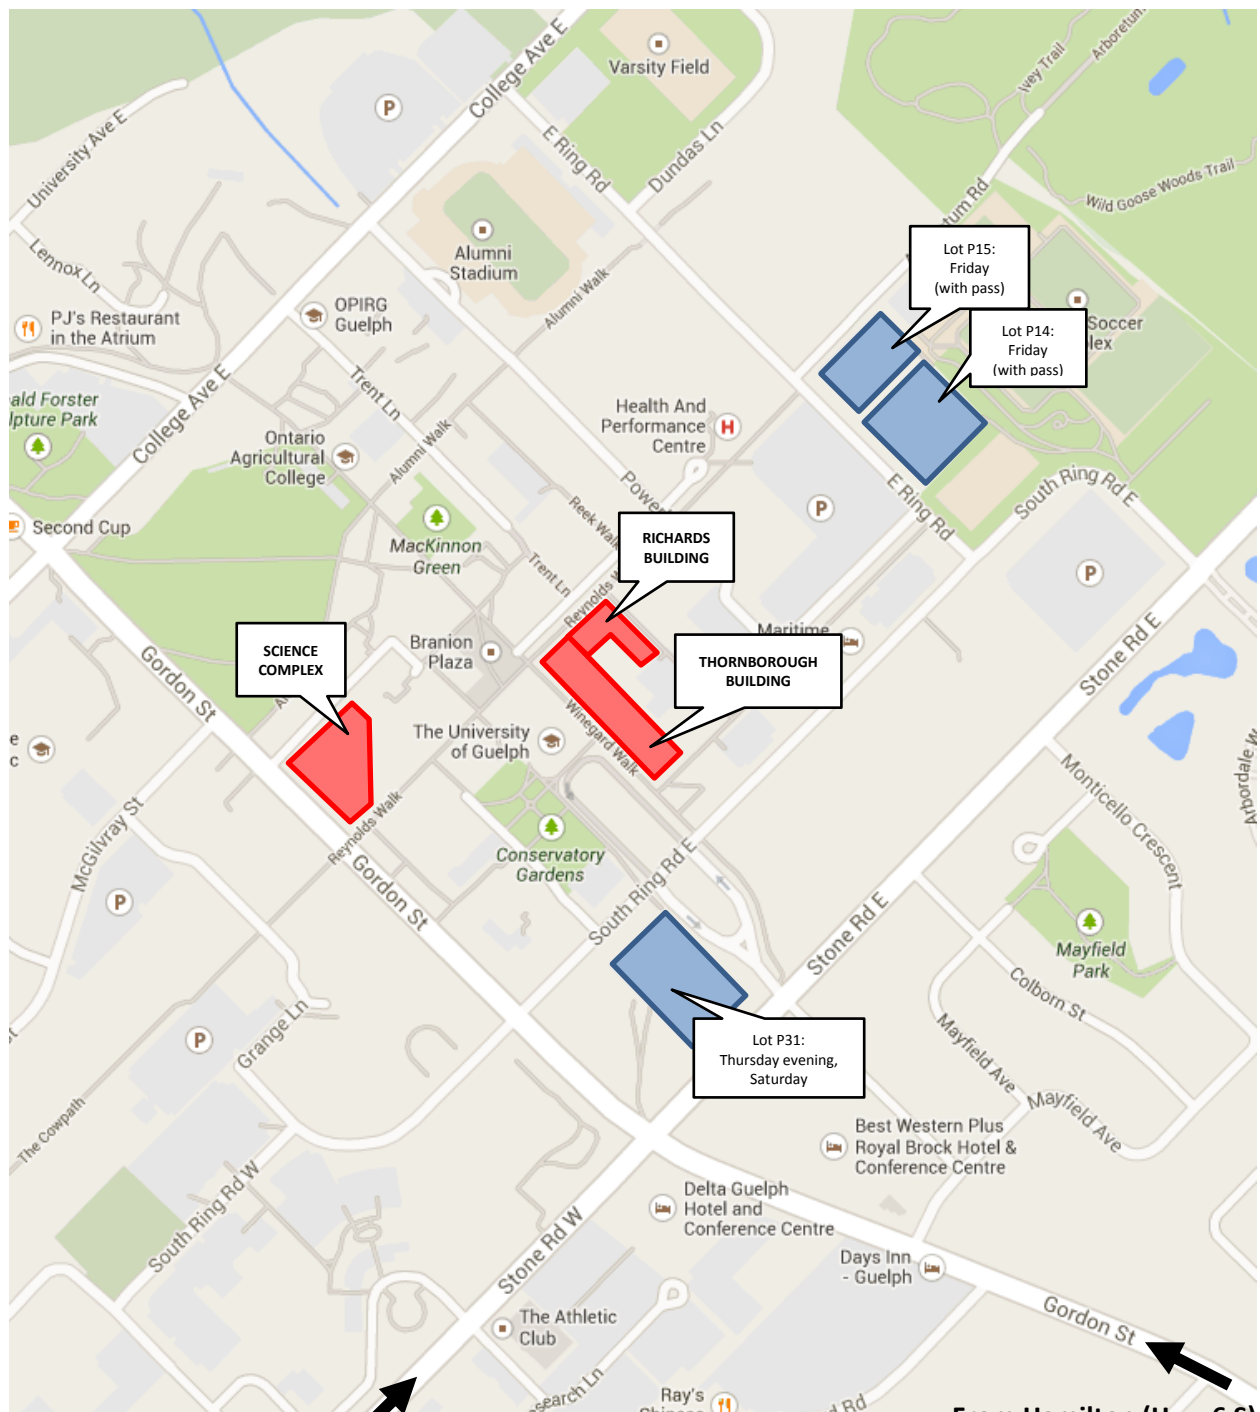 Varsity Field
College Ave E
E Ring Rd
Dundas Ln
Ivey Trail
Arboretum
Wild Goose Woods Trail
University Ave E
Lennox Ln
Alumni
Stadium
Alumni Walk
OPIRG
Guelph
PJ's Restaurant
in the Atrium
Lot P15:
Friday
(with pass)
Lot P14:
Friday
(with pass)
Soccer
Trent Ln
College Ave E
Health And
Performance
Centre
Ontario
Agricultural
College
Alumni Walk
E Ring Rd
South Ring Rd E
Second Cup
MacKinnon
Green
Reek Walk
Trent Ln
RICHARDS
BUILDING
Branion
Plaza
SCIENCE
COMPLEX
THORNBOROUGH
BUILDING
Maritime
Gordon St
Stone Rd E
The University
of Guelph
Winegard Walk
Monticello Crescent
McGilvray St
Reynolds Walk
Conservatory
Gardens
Gordon St
South Ring Rd E
Stone Rd E
Mayfield
Park
Colborn St
Mayfield Ave
Mayfield Ave
Grange Ln
Lot P31:
Thursday evening,
Saturday
The Cowpath
Best Western Plus
Royal Brock Hotel &
Conference Centre
Delta Guelph
Hotel and
Conference Centre
South Ring Rd W
Stone Rd W
Days Inn
- Guelph
The Athletic
Club
Gordon St
Ray's